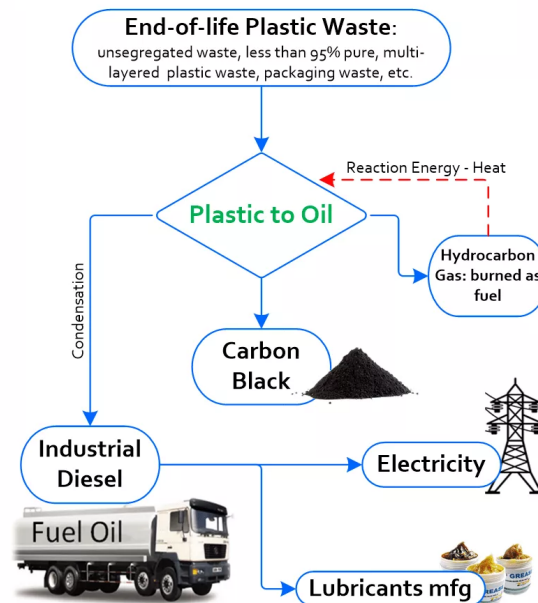 End-of-life Plastic Waste:
unsegregated waste, less than 95% pure, multi-
layered plastic waste, packaging waste, etc.
Reaction Energy - Heat
Plastic to Oil
Hydrocarbon
Gas: burned as
fuel
Condensation
Carbon
Black
Industrial
Diesel
Electricity
Fuel Oil
GREASE
GREASE
Lubricants mfg